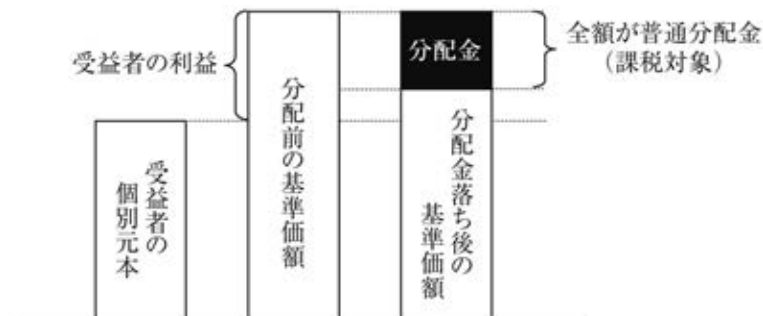 受益者の利益
分配金
全額が普通分配金
（課税対象）
受益者の
個別元本
分配前の基準価額
分配金落ち後の
基準価額